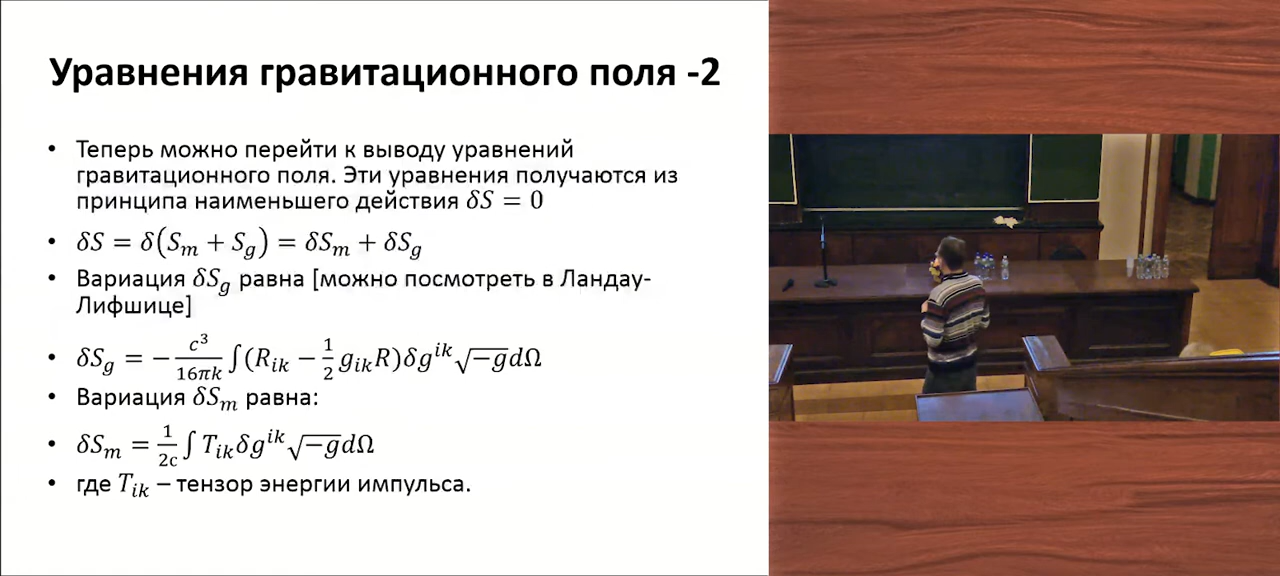 Уравнения гравитационного поля -2
• Теперь можно перейти к выводу уравнений
гравитационного поля. Эти уравнения получаются из
принципа наименьшего действия δS = 0
• δS = δ(S_m + S_g) = δS_m + δS_g
• Вариация δS_g равна [можно посмотреть в Ландау-
Лифшице]
• δS_g = −c³/16πk ∫(R_ik − 1/2 g_ik R)δg^ik √−g dΩ
• Вариация δS_m равна:
• δS_m = 1/2c ∫ T_ik δg^ik √−g dΩ
• где T_ik – тензор энергии импульса.